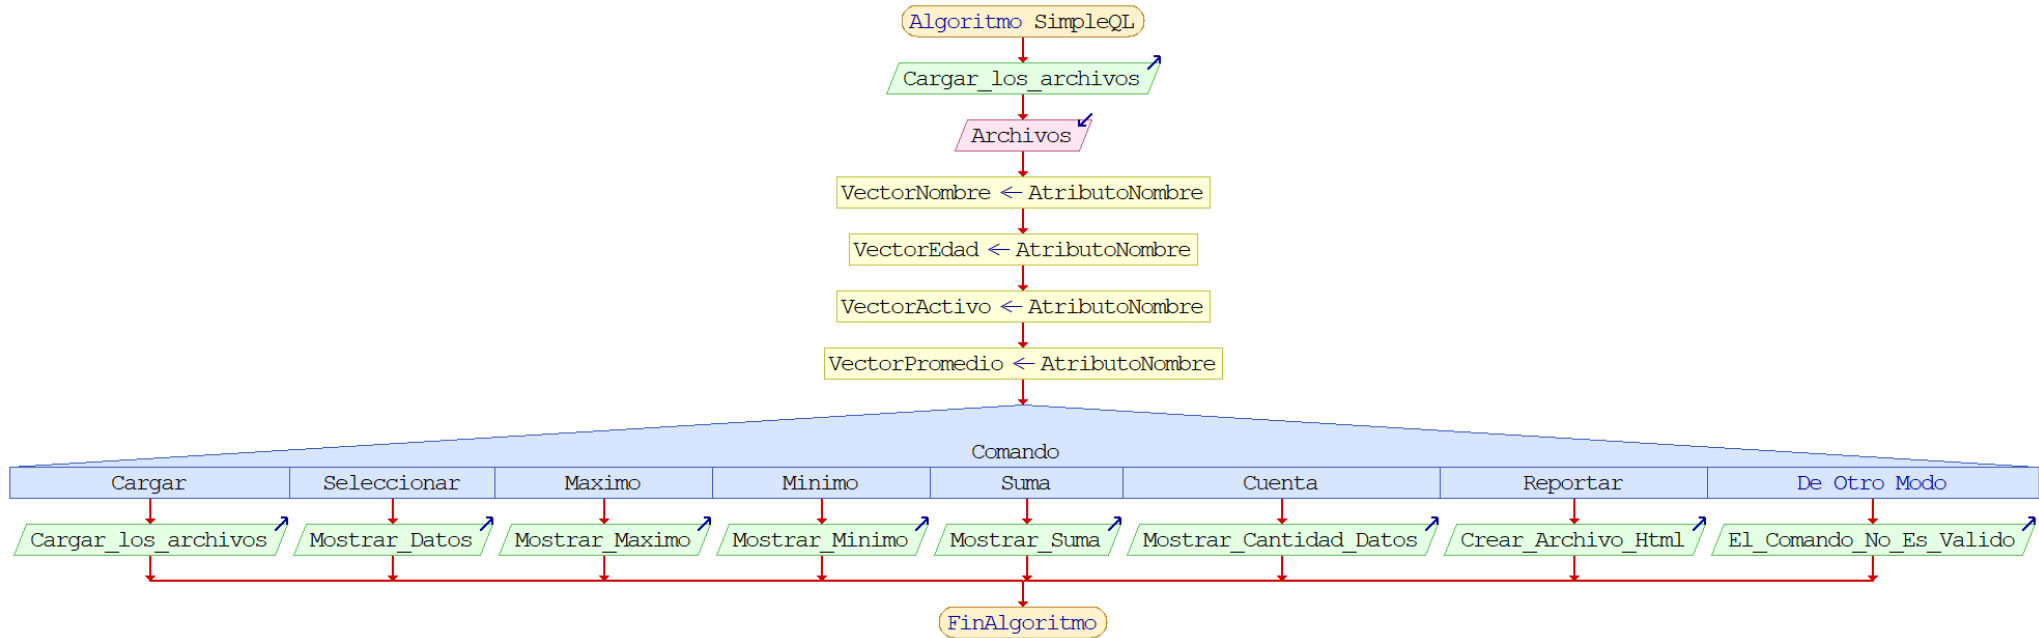 Algoritmo SimpleQL
Cargar_los_archivos
Archivos
VectorNombre ← AtributoNombre
VectorEdad ← AtributoNombre
VectorActivo ← AtributoNombre
VectorPromedio ← AtributoNombre
Comando
Cargar Seleccionar Maximo Minimo Suma Cuenta Reportar De Otro Modo
Cargar_los_archivos Mostrar_Datos Mostrar_Maximo Mostrar_Minimo Mostrar_Suma Mostrar_Cantidad_Datos Crear_Archivo_Html El_Comando_No_Es_Valido
FinAlgoritmo